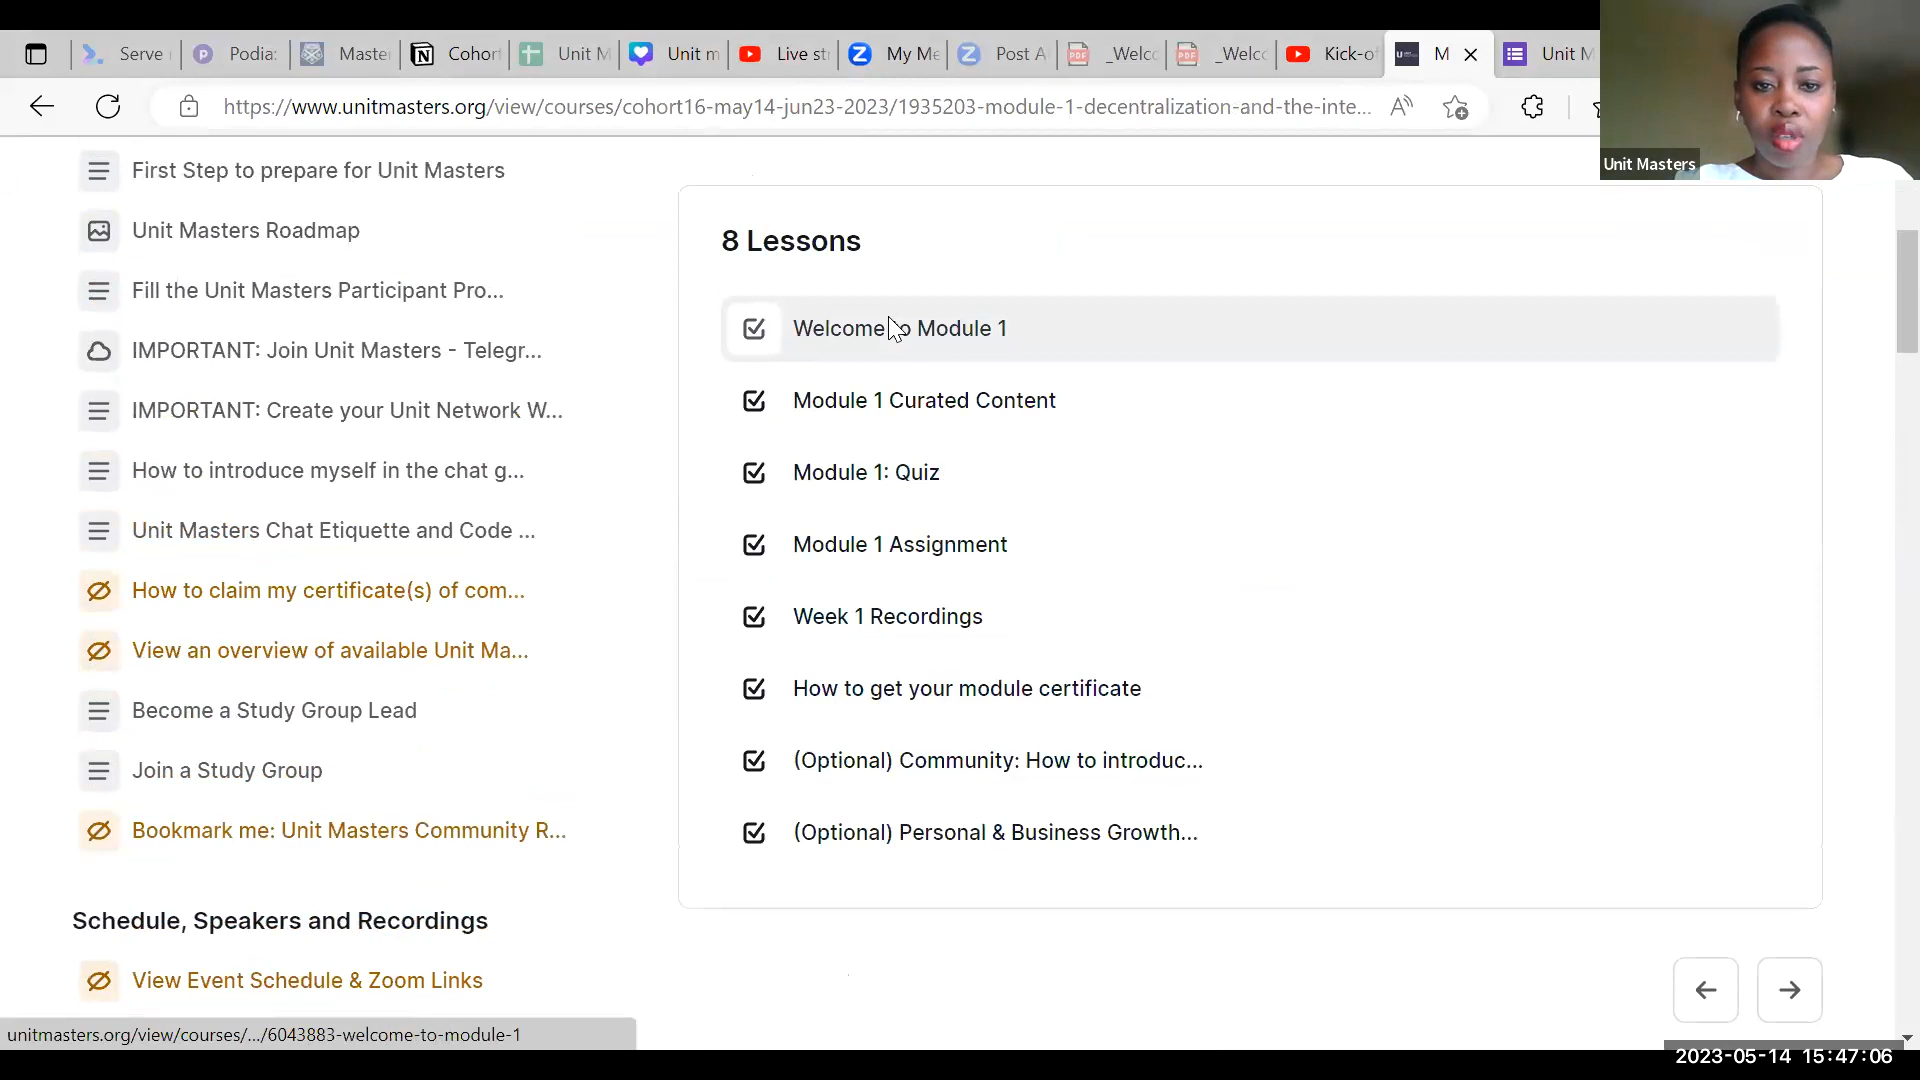 Serve
Podia:
Master
Cohor
Unit M
Unit m
Live st
My Me
Post A
_Welc
_Welc
Kick-o
M
Unit M
https://www.unitmasters.org/view/courses/cohort16-may14-jun23-2023/1935203-module-1-decentralization-and-the-inte...
Unit Masters
First Step to prepare for Unit Masters
Unit Masters Roadmap
Fill the Unit Masters Participant Pro...
IMPORTANT: Join Unit Masters - Telegr...
IMPORTANT: Create your Unit Network W...
How to introduce myself in the chat g...
Unit Masters Chat Etiquette and Code ...
How to claim my certificate(s) of com...
View an overview of available Unit Ma...
Become a Study Group Lead
Join a Study Group
Bookmark me: Unit Masters Community R...
Schedule, Speakers and Recordings
View Event Schedule & Zoom Links
8 Lessons
Welcome to Module 1
Module 1 Curated Content
Module 1: Quiz
Module 1 Assignment
Week 1 Recordings
How to get your module certificate
(Optional) Community: How to introduc...
(Optional) Personal & Business Growth...
unitmasters.org/view/courses/.../6043883-welcome-to-module-1
2023-05-14 15:47:06